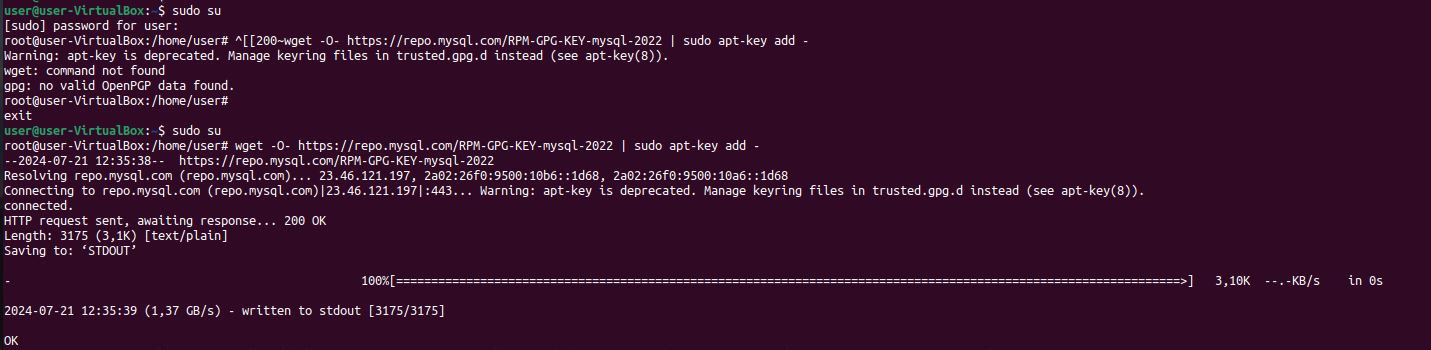 user@user-VirtualBox:~$ sudo su
[sudo] password for user:
root@user-VirtualBox:/home/user# ^[[200~wget -O- https://repo.mysql.com/RPM-GPG-KEY-mysql-2022 | sudo apt-key add -
Warning: apt-key is deprecated. Manage keyring files in trusted.gpg.d instead (see apt-key(8)).
wget: command not found
gpg: no valid OpenPGP data found.
root@user-VirtualBox:/home/user#
exit
user@user-VirtualBox:~$ sudo su
root@user-VirtualBox:/home/user# wget -O- https://repo.mysql.com/RPM-GPG-KEY-mysql-2022 | sudo apt-key add -
--2024-07-21 12:35:38--  https://repo.mysql.com/RPM-GPG-KEY-mysql-2022
Resolving repo.mysql.com (repo.mysql.com)... 23.46.121.197, 2a02:26f0:9500:10b6::1d68, 2a02:26f0:9500:10a6::1d68
Connecting to repo.mysql.com (repo.mysql.com)|23.46.121.197|:443... Warning: apt-key is deprecated. Manage keyring files in trusted.gpg.d instead (see apt-key(8)).
connected.
HTTP request sent, awaiting response... 200 OK
Length: 3175 (3,1K) [text/plain]
Saving to: ‘STDOUT’
- 100%[================================================================================================================>] 3,10K --.-KB/s in 0s
2024-07-21 12:35:39 (1,37 GB/s) - written to stdout [3175/3175]
OK